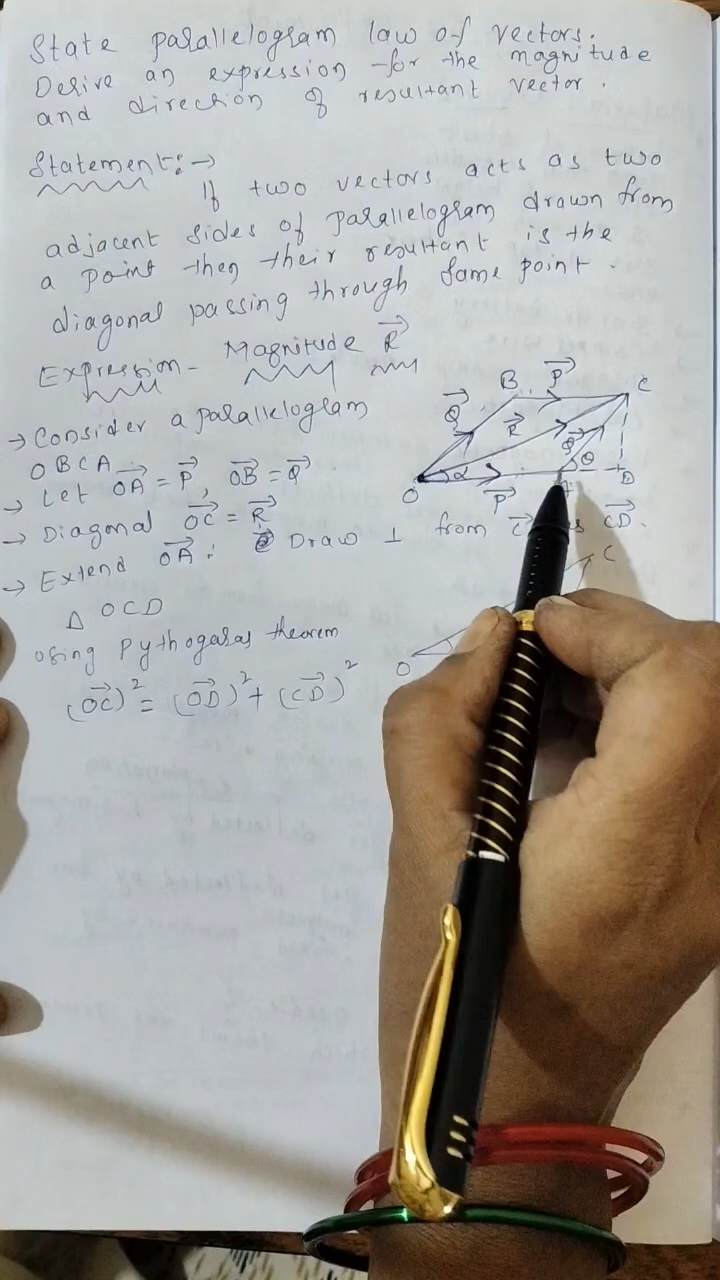 State parallelogram law of vectors.
Derive an expression for the magnitude
and direction of resultant vector.
Statement:→
If two vectors acts as two
adjacent sides of parallelogram drawn from
a point then their resultant is the
diagonal passing through same point.
Expression- Magnitude R⃗
→ Consider a parallelogram
OBCA
→ Let OA⃗ = P⃗, OB⃗ = Q⃗
→ Diagonal OC⃗ = R⃗
→ Extend OA⃗ : Draw ⊥ from C⃗ as CD⃗.
Δ OCD
Using Pythogaras theorem
(OC⃗)² = (OD⃗)² + (CD⃗)²
B P⃗ C
Q⃗ R⃗ Q⃗
O α θ D
P⃗ A
C
O